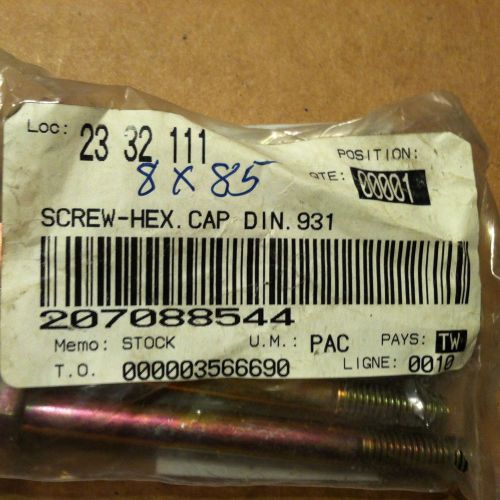 Loc: 23 32 111
POSITION:
8 x 85
QTE: 00001
SCREW-HEX.CAP DIN.931
207088544
Memo: STOCK U.M.: PAC PAYS: TW
T.O. 000003566690 LIGNE: 0010